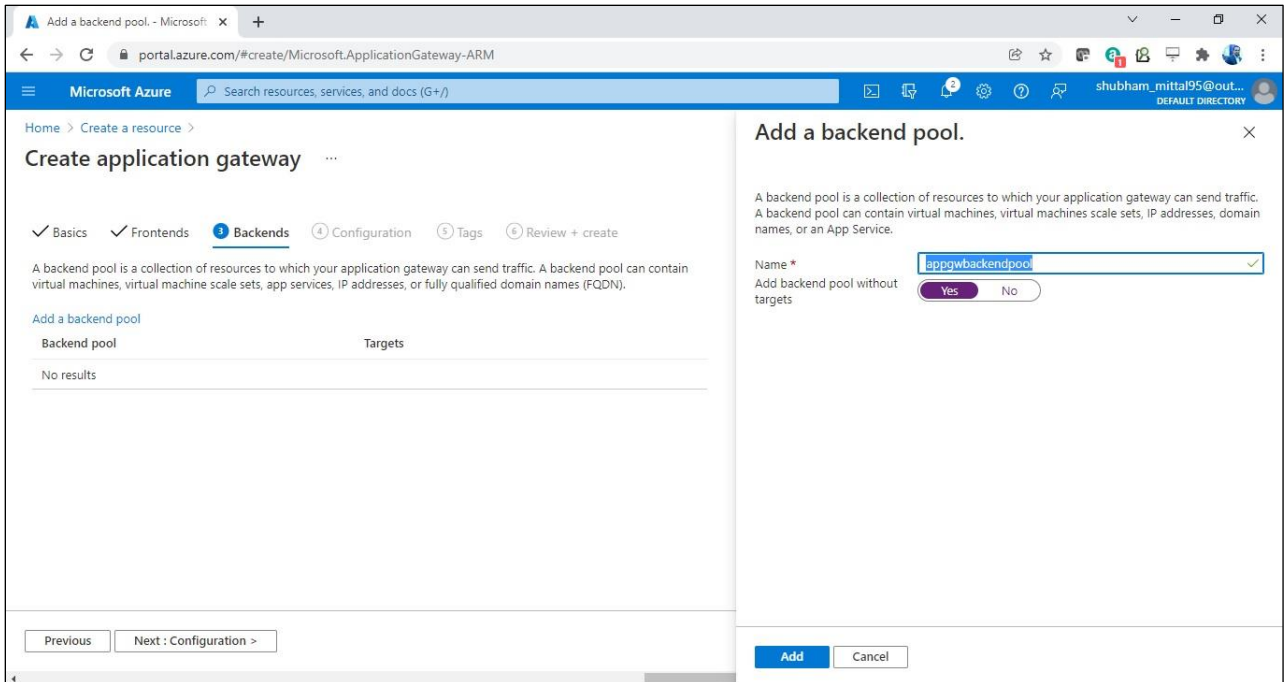 Add a backend pool. - Microsoft
portal.azure.com/#create/Microsoft.ApplicationGateway-ARM
1
Microsoft Azure
Search resources, services, and docs (G+/)
2
shubham_mittal95@out...
DEFAULT DIRECTORY
Home > Create a resource >
Create application gateway ...
Basics Frontends 3 Backends 4 Configuration 5 Tags 6 Review + create
A backend pool is a collection of resources to which your application gateway can send traffic. A backend pool can contain
virtual machines, virtual machine scale sets, app services, IP addresses, or fully qualified domain names (FQDN).
Add a backend pool
Backend pool Targets
No results
Previous Next : Configuration >
Add a backend pool.
A backend pool is a collection of resources to which your application gateway can send traffic.
A backend pool can contain virtual machines, virtual machines scale sets, IP addresses, domain
names, or an App Service.
Name * appgwbackendpool
Add backend pool without
targets
Yes No
Add Cancel